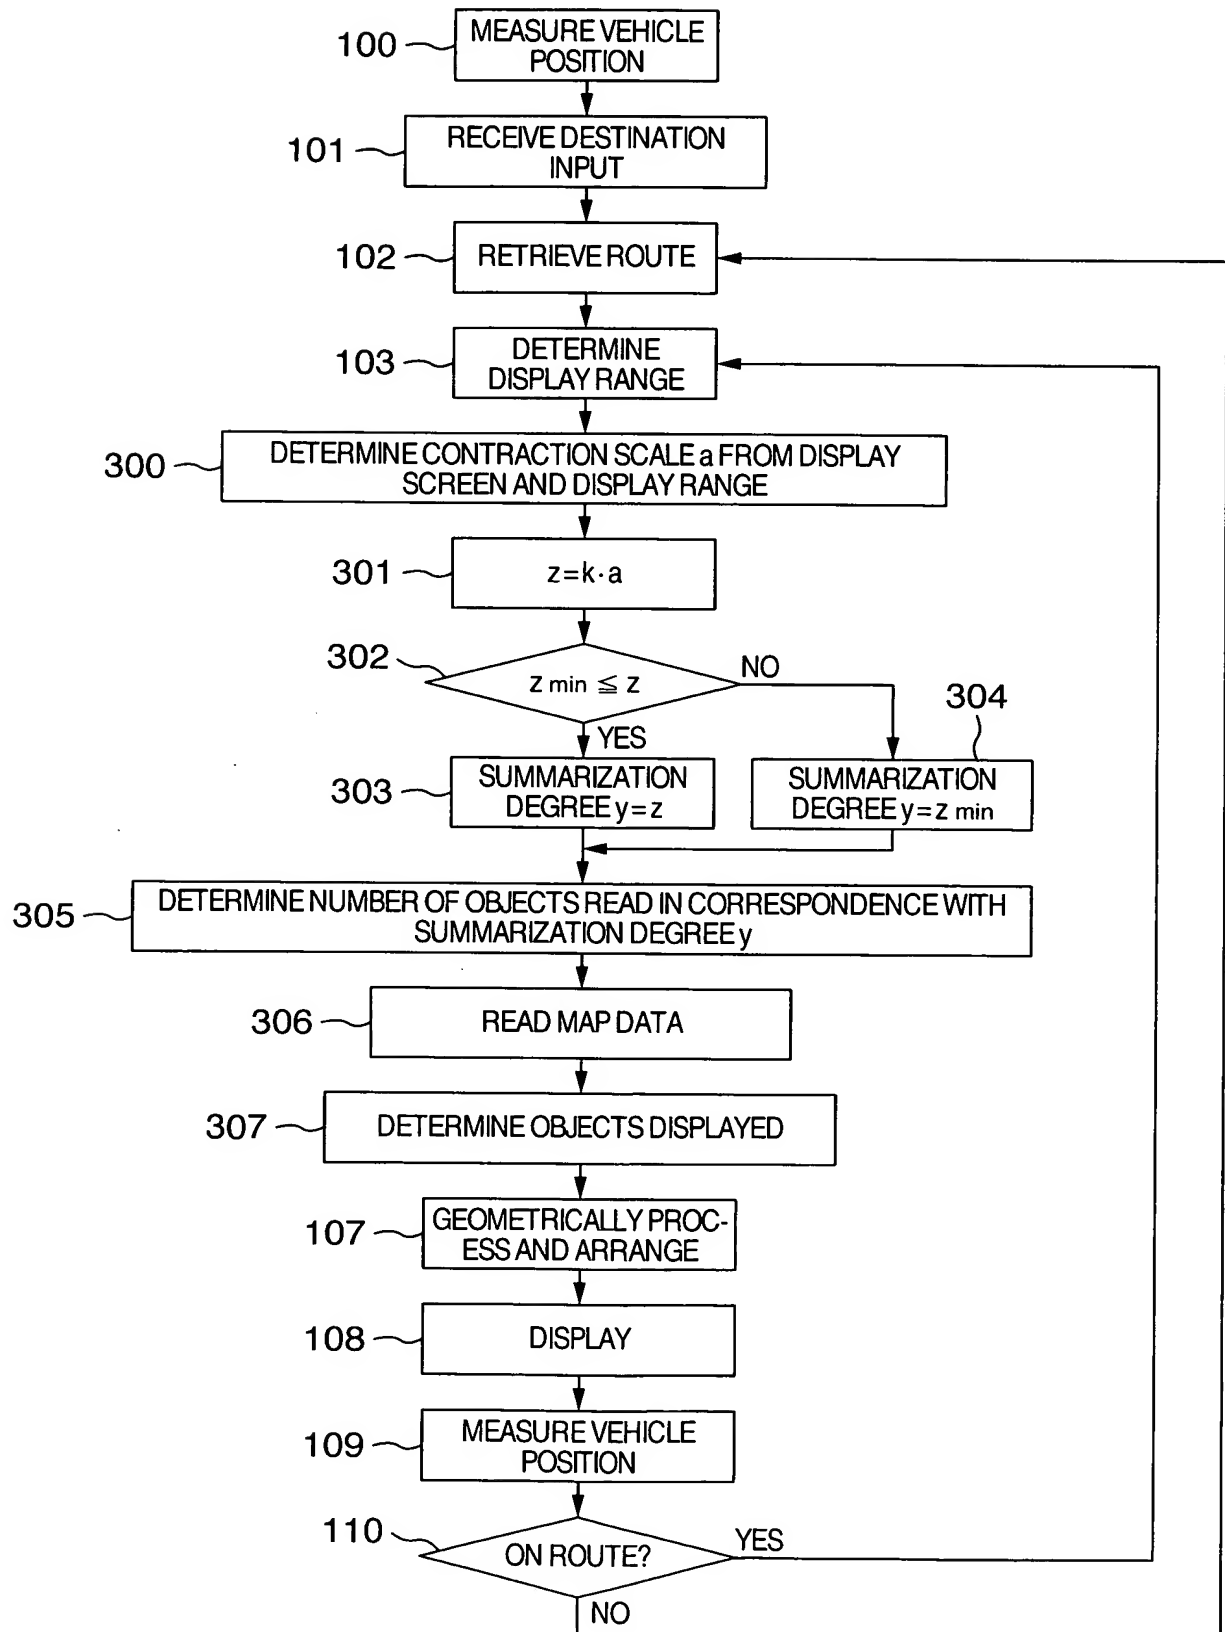 100
MEASURE VEHICLE
POSITION
101
RECEIVE DESTINATION
INPUT
102
RETRIEVE ROUTE
103
DETERMINE
DISPLAY RANGE
300
DETERMINE CONTRACTION SCALE a FROM DISPLAY
SCREEN AND DISPLAY RANGE
301
z=k·a
302
z min ≦ z
NO
304
YES
303
SUMMARIZATION
DEGREE y=z
SUMMARIZATION
DEGREE y=z min
305
DETERMINE NUMBER OF OBJECTS READ IN CORRESPONDENCE WITH
SUMMARIZATION DEGREE y
306
READ MAP DATA
307
DETERMINE OBJECTS DISPLAYED
107
GEOMETRICALLY PROC-
ESS AND ARRANGE
108
DISPLAY
109
MEASURE VEHICLE
POSITION
110
ON ROUTE?
YES
NO